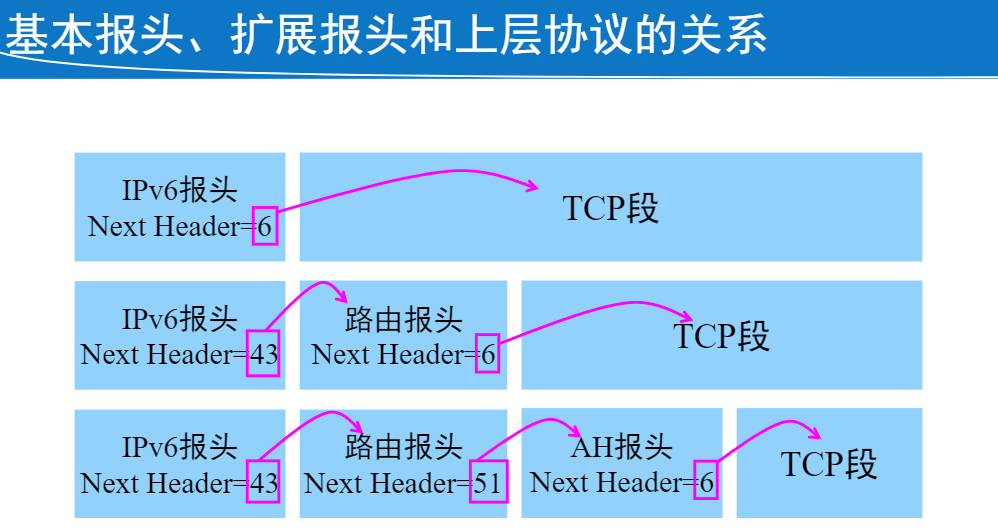 基本报头、扩展报头和上层协议的关系
IPv6报头
Next Header=6
TCP段
IPv6报头
Next Header=43
路由报头
Next Header=6
TCP段
IPv6报头
Next Header=43
路由报头
Next Header=51
AH报头
Next Header=6
TCP段